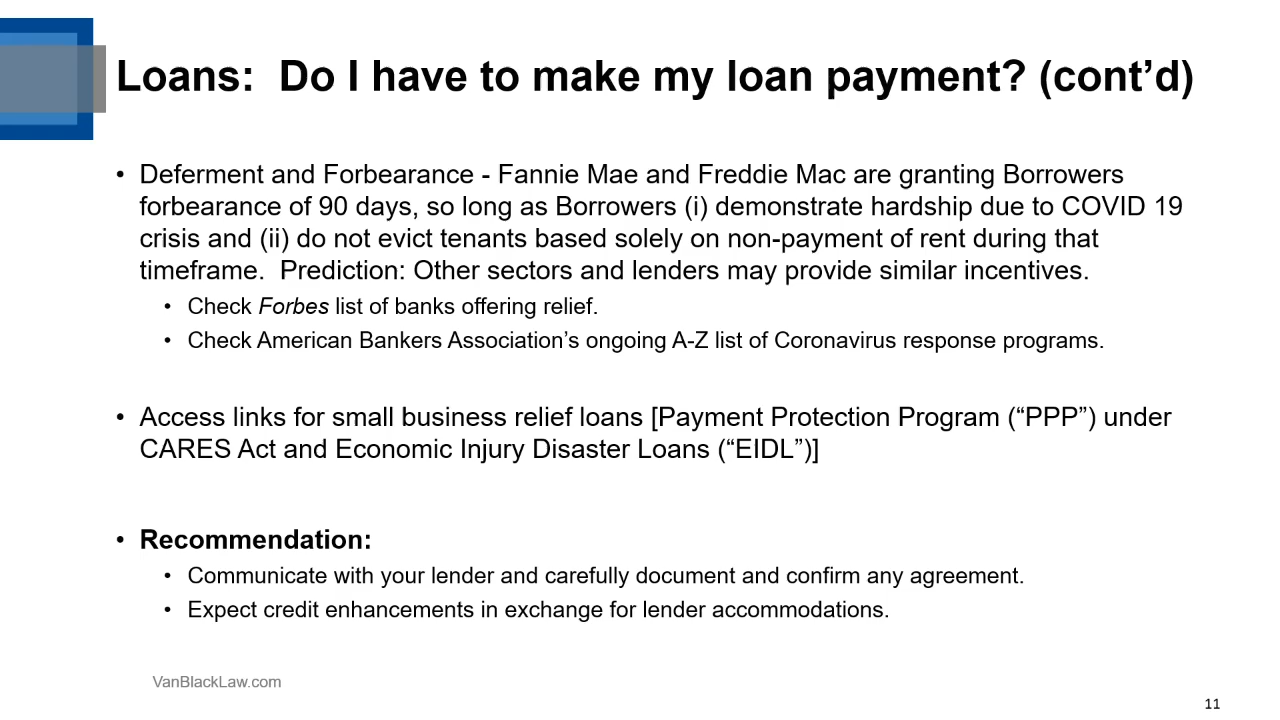 Loans:  Do I have to make my loan payment? (cont’d)
• Deferment and Forbearance - Fannie Mae and Freddie Mac are granting Borrowers
forbearance of 90 days, so long as Borrowers (i) demonstrate hardship due to COVID 19
crisis and (ii) do not evict tenants based solely on non-payment of rent during that
timeframe.  Prediction: Other sectors and lenders may provide similar incentives.
• Check Forbes list of banks offering relief.
• Check American Bankers Association’s ongoing A-Z list of Coronavirus response programs.
• Access links for small business relief loans [Payment Protection Program (“PPP”) under
CARES Act and Economic Injury Disaster Loans (“EIDL”)]
• Recommendation:
• Communicate with your lender and carefully document and confirm any agreement.
• Expect credit enhancements in exchange for lender accommodations.
VanBlackLaw.com
11